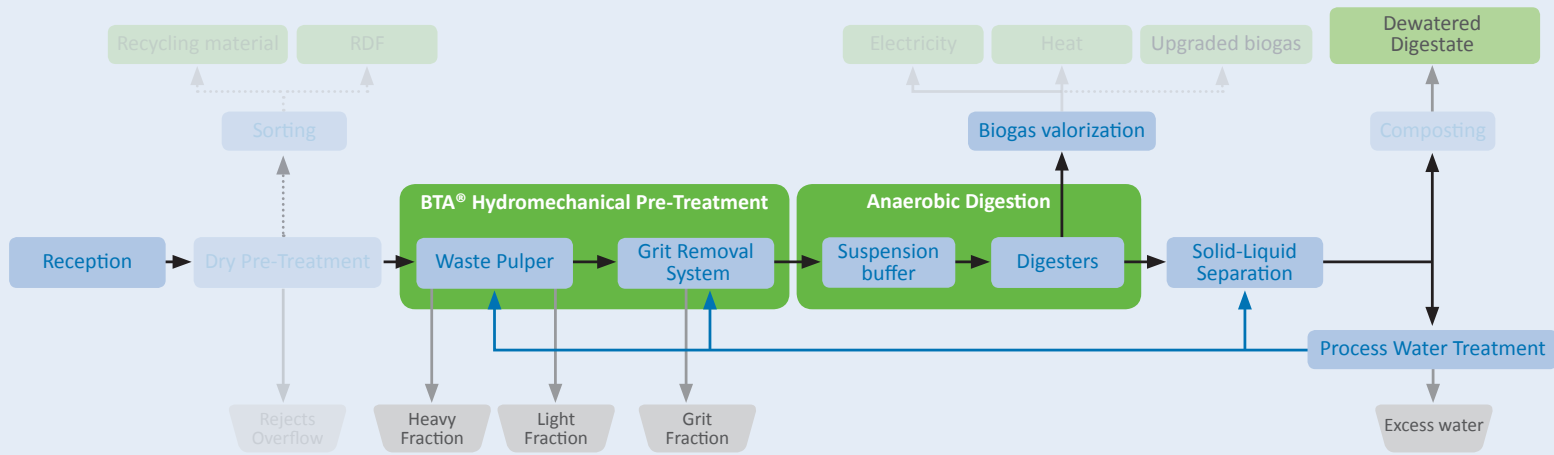 Recycling material
RDF
Electricity
Heat
Upgraded biogas
Dewatered
Digestate
Sorting
Biogas valorization
Composting
BTA® Hydromechanical Pre-Treatment
Anaerobic Digestion
Reception
Dry Pre-Treatment
Waste Pulper
Grit Removal
System
Suspension
buffer
Digesters
Solid-Liquid
Separation
Process Water Treatment
Rejects
Overflow
Heavy
Fraction
Light
Fraction
Grit
Fraction
Excess water